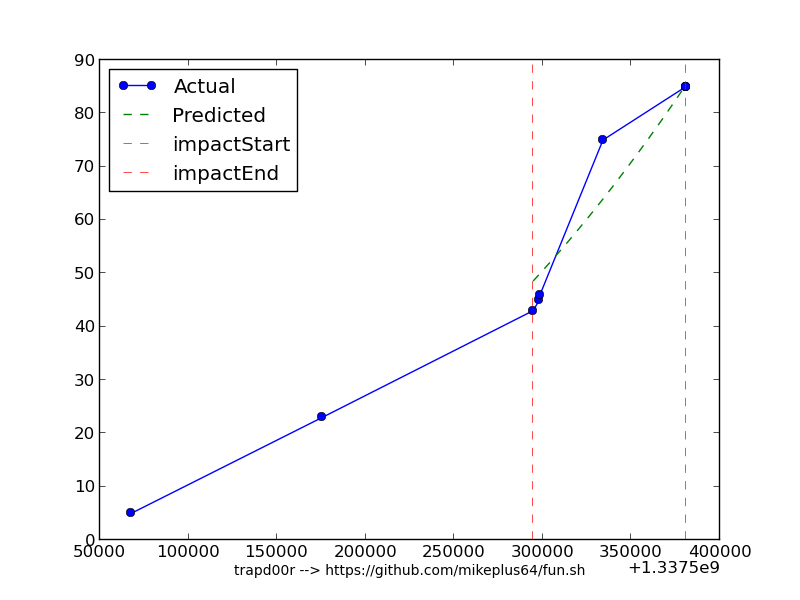 90
80
70
60
50
40
30
20
10
0
Actual
Predicted
impactStart
impactEnd
50000 100000 150000 200000 250000 300000 350000 400000
trapd00r --> https://github.com/mikeplus64/fun.sh +1.3375e9